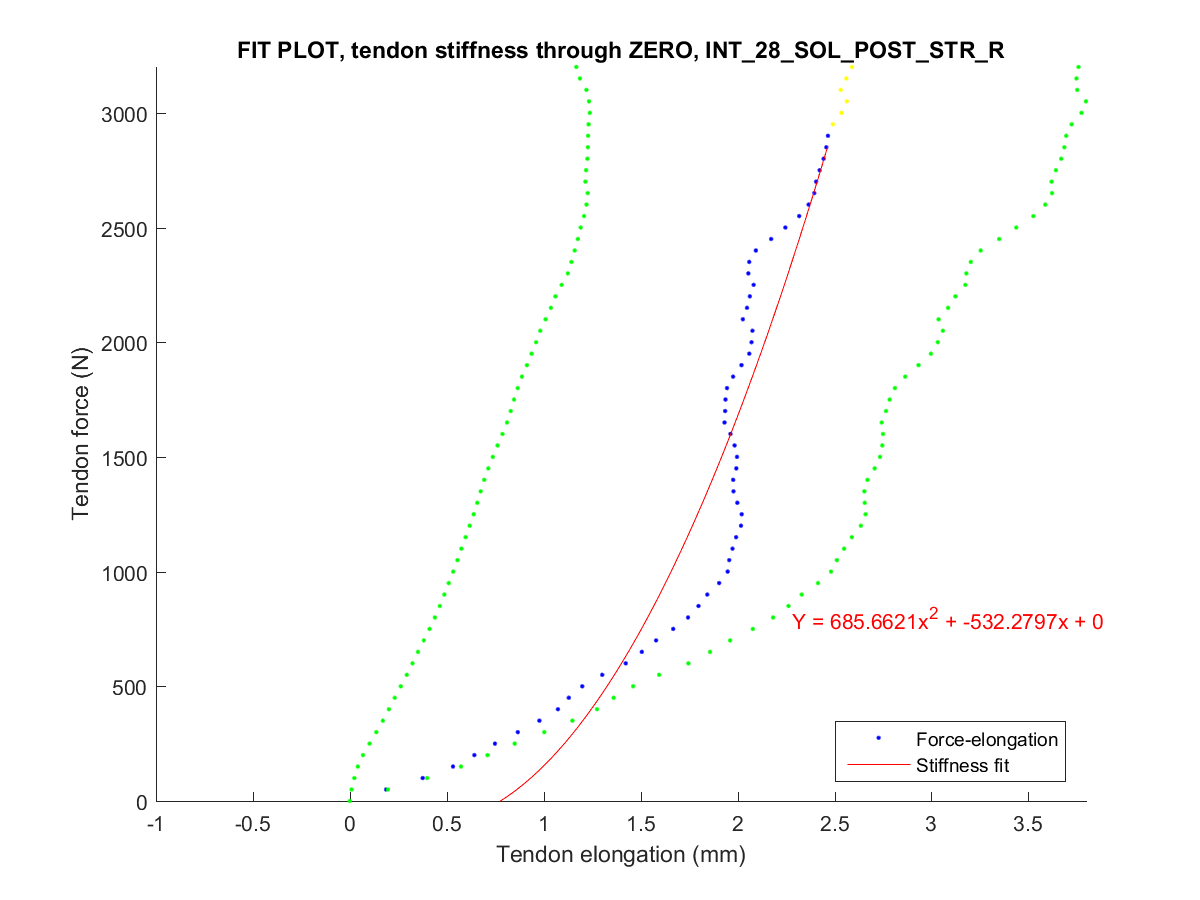 FIT PLOT, tendon stiffness through ZERO, INT_28_SOL_POST_STR_R
3000
2500
2000
1500
1000
500
0
Tendon force (N)
Y = 685.6621x² + -532.2797x + 0
Force-elongation
Stiffness fit
-1 -0.5 0 0.5 1 1.5 2 2.5 3 3.5
Tendon elongation (mm)